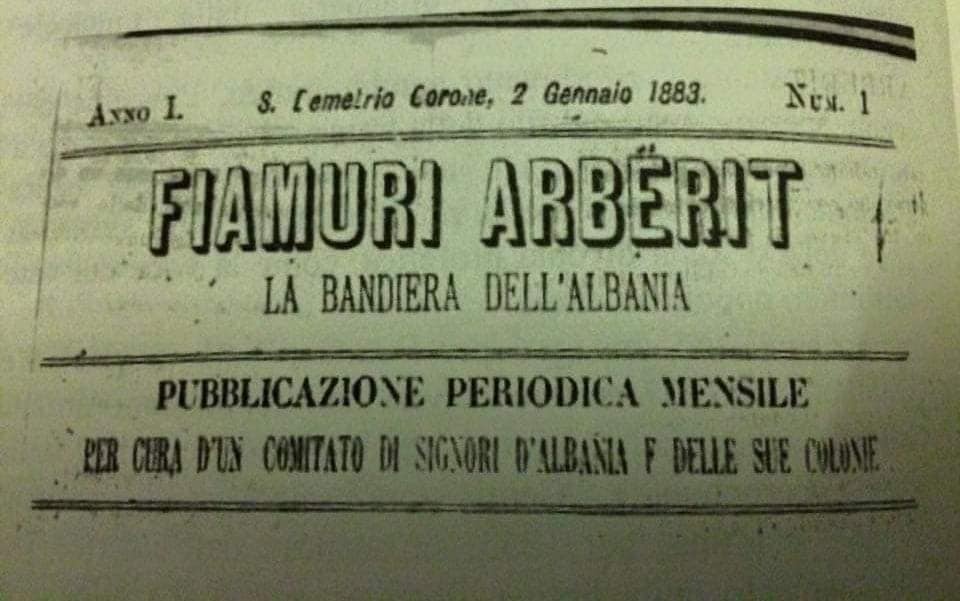 Anno I. S. Demetrio Corone, 2 Gennaio 1883. Num. 1
FIAMURI ARBËRIT
LA BANDIERA DELL'ALBANIA
PUBBLICAZIONE PERIODICA MENSILE
PER CURA D'UN COMITATO DI SIGNORI D'ALBANIA E DELLE SUE COLONIE